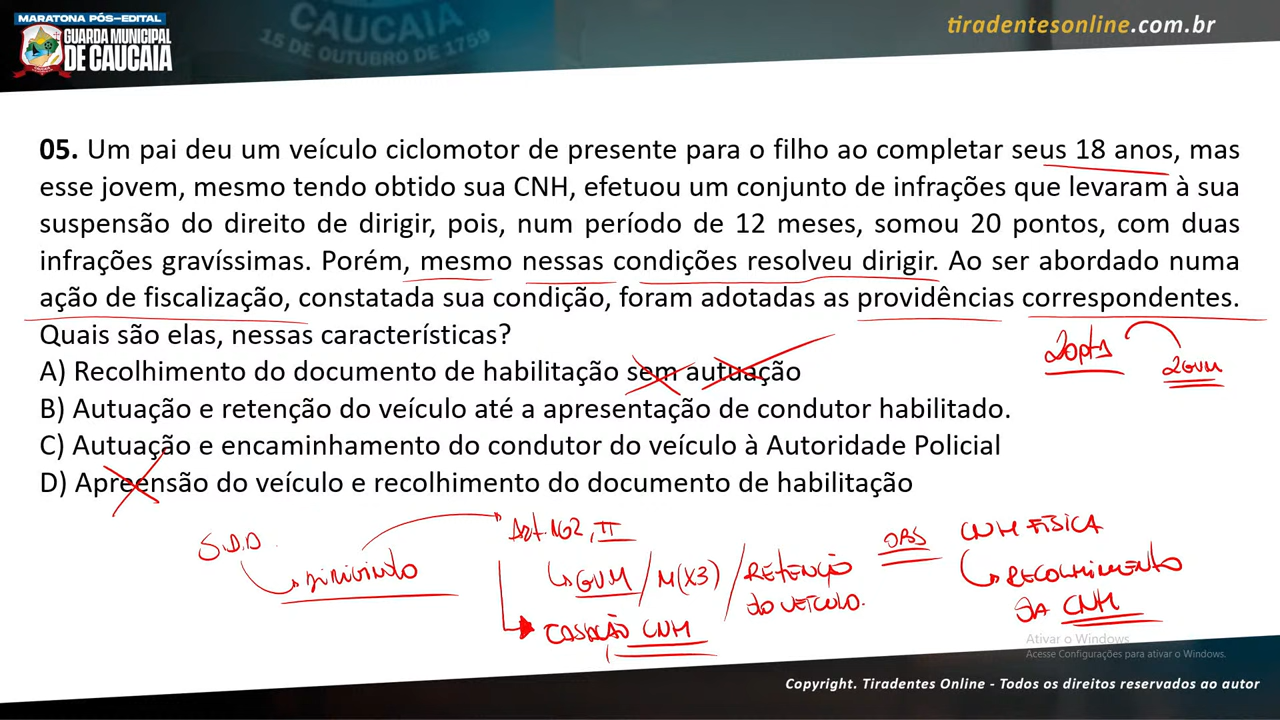 MARATONA PÓS-EDITAL
GUARDA MUNICIPAL
DE CAUCAIA
CAUCAIA
15 DE OUTUBRO DE 1759
tiradentesonline.com.br
05. Um pai deu um veículo ciclomotor de presente para o filho ao completar seus 18 anos, mas
esse jovem, mesmo tendo obtido sua CNH, efetuou um conjunto de infrações que levaram à sua
suspensão do direito de dirigir, pois, num período de 12 meses, somou 20 pontos, com duas
infrações gravíssimas. Porém, mesmo nessas condições resolveu dirigir. Ao ser abordado numa
ação de fiscalização, constatada sua condição, foram adotadas as providências correspondentes.
Quais são elas, nessas características?
20pts
2GVM
A) Recolhimento do documento de habilitação sem autuação
B) Autuação e retenção do veículo até a apresentação de condutor habilitado.
C) Autuação e encaminhamento do condutor do veículo à Autoridade Policial
D) Apreensão do veículo e recolhimento do documento de habilitação
S.D.D
DIRIGINDO
Art. 162, II
GVM / M(X3) / RETENÇÃO
DO VEÍCULO.
CASSAÇÃO CNH
OBS
CNH FÍSICA
RECOLHIMENTO
DA CNH
Ativar o Windows
Acesse Configurações para ativar o Windows.
Copyright. Tiradentes Online - Todos os direitos reservados ao autor